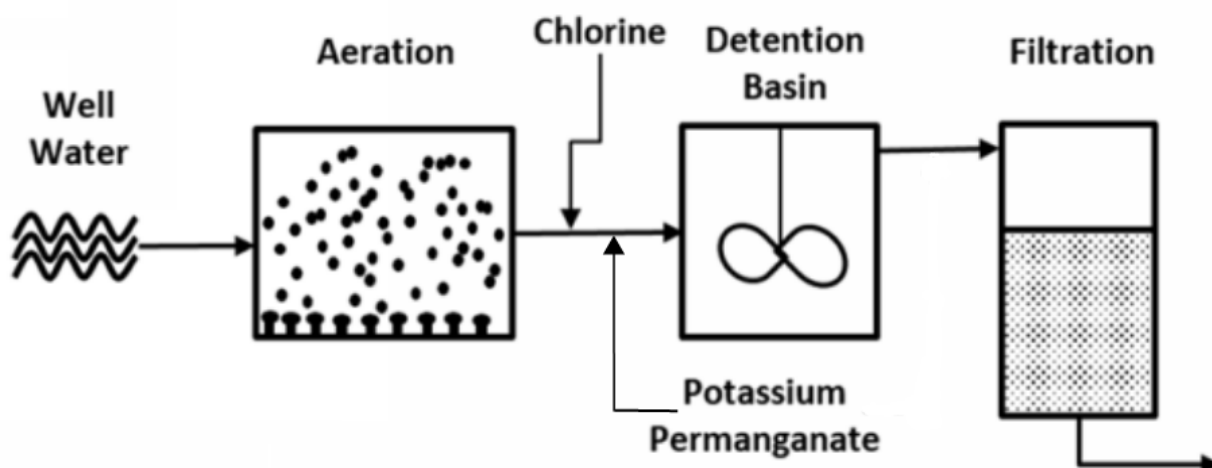 Well
Water
Aeration
Chlorine
Detention
Basin
Filtration
Potassium
Permanganate